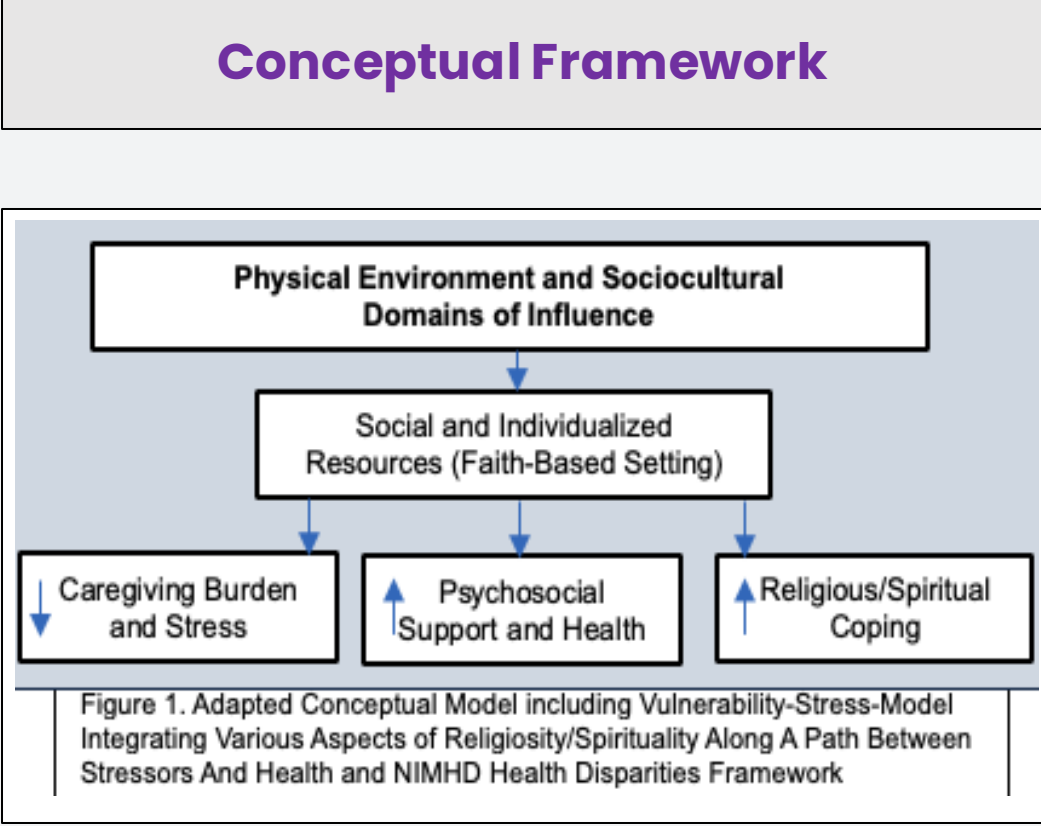 Conceptual Framework
Physical Environment and Sociocultural
Domains of Influence
Social and Individualized
Resources (Faith-Based Setting)
Caregiving Burden
and Stress
Psychosocial
Support and Health
Religious/Spiritual
Coping
Figure 1. Adapted Conceptual Model including Vulnerability-Stress-Model
Integrating Various Aspects of Religiosity/Spirituality Along A Path Between
Stressors And Health and NIMHD Health Disparities Framework